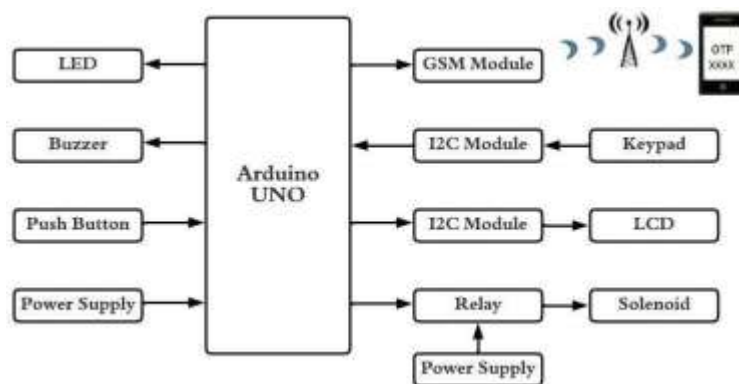 LED
GSM Module
OTP
XXXX
Buzzer
I2C Module
Keypad
Arduino
UNO
Push Button
I2C Module
LCD
Power Supply
Relay
Solenoid
Power Supply